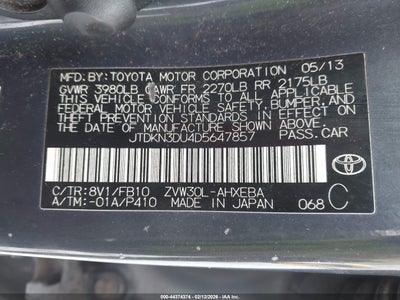 MFD. BY: TOYOTA MOTOR CORPORATION 05/13
GVWR 3980LB GAWR FR 2270LB RR 2175LB
THIS VEHICLE CONFORMS TO ALL APPLICABLE
FEDERAL MOTOR VEHICLE SAFETY, BUMPER, AND
THEFT PREVENTION STANDARDS IN EFFECT ON
THE DATE OF MANUFACTURE SHOWN ABOVE.
JTDKN3DU4D5647857 PASS.CAR
C/TR: 8V1/FB10 ZVW30L-AHXEBA C
A/TM: -01A/P410 MADE IN JAPAN 068
TOYOTA
© IAA - 44374374 - 02/12/2026 -